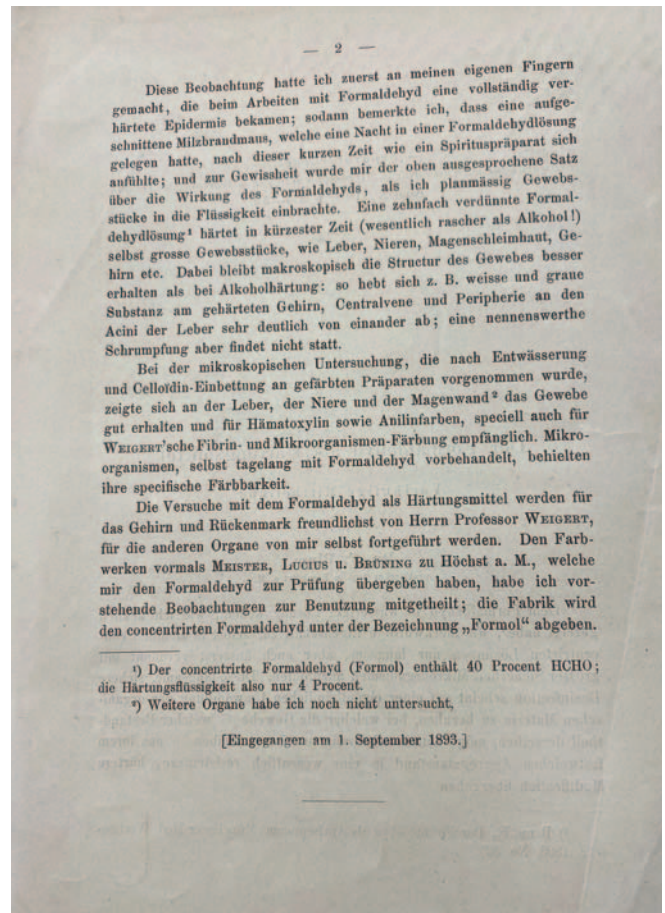 — 2 —
Diese Beobachtung hatte ich zuerst an meinen eigenen Fingern
gemacht, die beim Arbeiten mit Formaldehyd eine vollständig ver-
härtete Epidermis bekamen; sodann bemerkte ich, dass eine aufge-
schnittene Milzbrandmaus, welche eine Nacht in einer Formaldehydlösung
gelegen hatte, nach dieser kurzen Zeit wie ein Spirituspräparat sich
anfühlte; und zur Gewissheit wurde mir der oben ausgesprochene Satz
über die Wirkung des Formaldehyds, als ich planmässig Gewebs-
stücke in die Flüssigkeit einbrachte. Eine zehnfach verdünnte Formal-
dehydlösung¹ härtet in kürzester Zeit (wesentlich rascher als Alkohol!)
selbst grosse Gewebsstücke, wie Leber, Nieren, Magenschleimhaut, Ge-
hirn etc. Dabei bleibt makroskopisch die Structur des Gewebes besser
erhalten als bei Alkoholhärtung: so hebt sich z. B. weisse und graue
Substanz am gehärteten Gehirn, Centralvene und Peripherie an den
Acini der Leber sehr deutlich von einander ab; eine nennenswerthe
Schrumpfung aber findet nicht statt.
Bei der mikroskopischen Untersuchung, die nach Entwässerung
und Celloïdin-Einbettung an gefärbten Präparaten vorgenommen wurde,
zeigte sich an der Leber, der Niere und der Magenwand² das Gewebe
gut erhalten und für Hämatoxylin sowie Anilinfarben, speciell auch für
WEIGERT'sche Fibrin- und Mikroorganismen-Färbung empfänglich. Mikro-
organismen, selbst tagelang mit Formaldehyd vorbehandelt, behielten
ihre specifische Färbbarkeit.
Die Versuche mit dem Formaldehyd als Härtungsmittel werden für
das Gehirn und Rückenmark freundlichst von Herrn Professor WEIGERT,
für die anderen Organe von mir selbst fortgeführt werden. Den Farb-
werken vormals MEISTER, LUCIUS u. BRÜNING zu Höchst a. M., welche
mir den Formaldehyd zur Prüfung übergeben haben, habe ich vor-
stehende Beobachtungen zur Benutzung mitgetheilt; die Fabrik wird
den concentrirten Formaldehyd unter der Bezeichnung „Formol“ abgeben.
¹) Der concentrirte Formaldehyd (Formol) enthält 40 Procent HCHO;
die Härtungsflüssigkeit also nur 4 Procent.
²) Weitere Organe habe ich noch nicht untersucht,
[Eingegangen am 1. September 1893.]